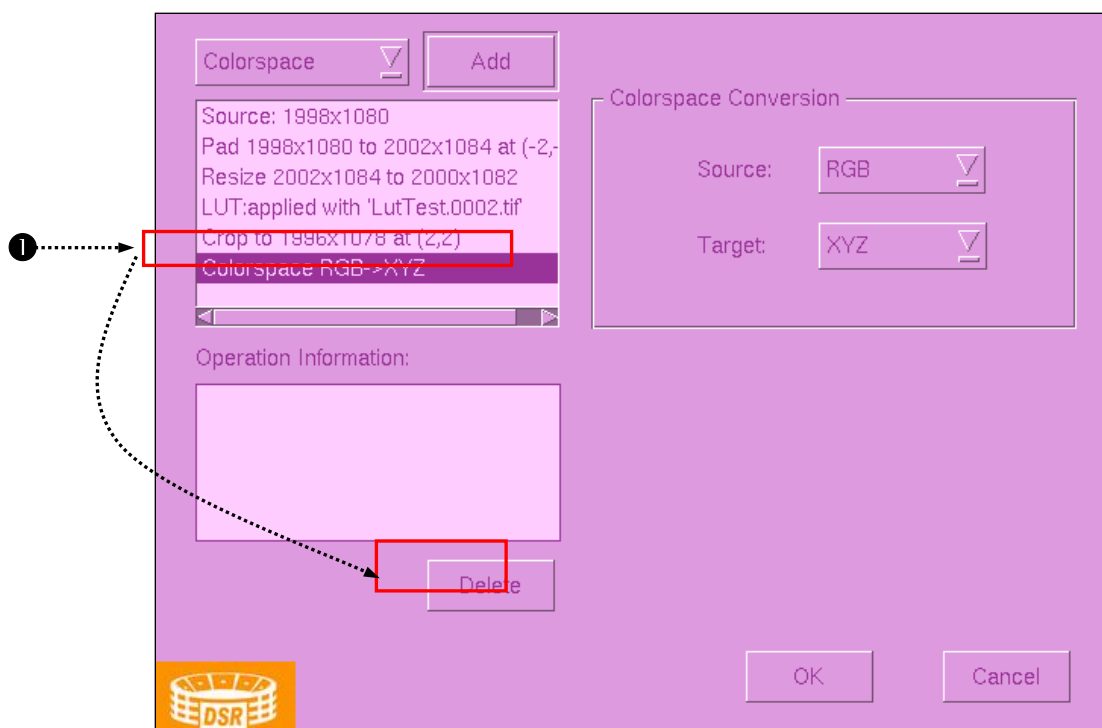 Colorspace
Add
Source: 1998x1080
Pad 1998x1080 to 2002x1084 at (-2,-
Resize 2002x1084 to 2000x1082
LUT:applied with 'LutTest.0002.tif'
Crop to 1996x1078 at (2,2)
Colorspace RGB->XYZ
Colorspace Conversion
Source: RGB
Target: XYZ
1
Operation Information:
Delete
OK
Cancel
DSR